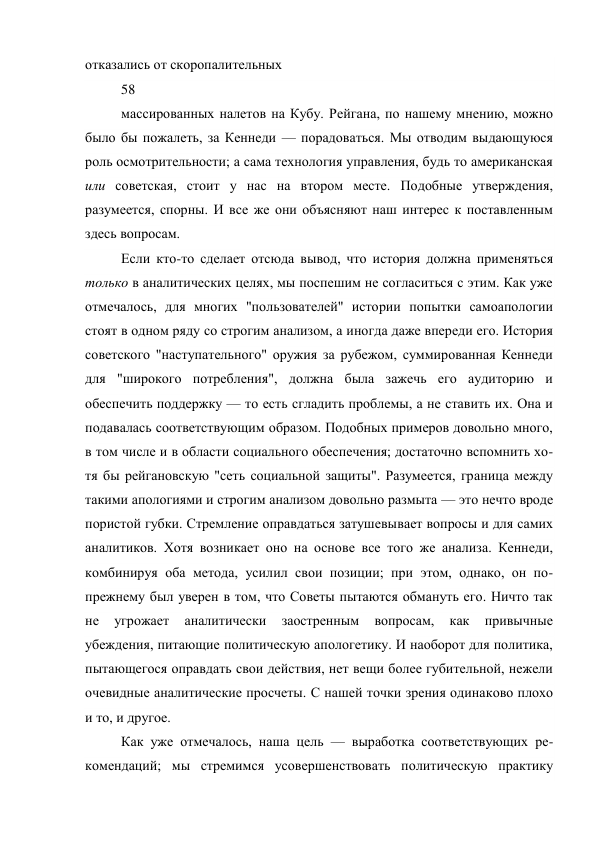 отказались от скоропалительных
58
массированных налетов на Кубу. Рейгана, по нашему мнению, можно
было бы пожалеть, за Кеннеди — порадоваться. Мы отводим выдающуюся
роль осмотрительности; а сама технология управления, будь то американская
или советская, стоит у нас на втором месте. Подобные утверждения,
разумеется, спорны. И все же они объясняют наш интерес к поставленным
здесь вопросам.
Если кто-то сделает отсюда вывод, что история должна применяться
только в аналитических целях, мы поспешим не согласиться с этим. Как уже
отмечалось, для многих "пользователей" истории попытки самоапологии
стоят в одном ряду со строгим анализом, а иногда даже впереди его. История
советского "наступательного" оружия за рубежом, суммированная Кеннеди
для "широкого потребления", должна была зажечь его аудиторию и
обеспечить поддержку — то есть сгладить проблемы, а не ставить их. Она и
подавалась соответствующим образом. Подобных примеров довольно много,
в том числе и в области социального обеспечения; достаточно вспомнить хо-
тя бы рейгановскую "сеть социальной защиты". Разумеется, граница между
такими апологиями и строгим анализом довольно размыта — это нечто вроде
пористой губки. Стремление оправдаться затушевывает вопросы и для самих
аналитиков. Хотя возникает оно на основе все того же анализа. Кеннеди,
комбинируя оба метода, усилил свои позиции; при этом, однако, он по-
прежнему был уверен в том, что Советы пытаются обмануть его. Ничто так
не угрожает аналитически заостренным вопросам, как привычные
убеждения, питающие политическую апологетику. И наоборот для политика,
пытающегося оправдать свои действия, нет вещи более губительной, нежели
очевидные аналитические просчеты. С нашей точки зрения одинаково плохо
и то, и другое.
Как уже отмечалось, наша цель — выработка соответствующих ре-
комендаций; мы стремимся усовершенствовать политическую практику